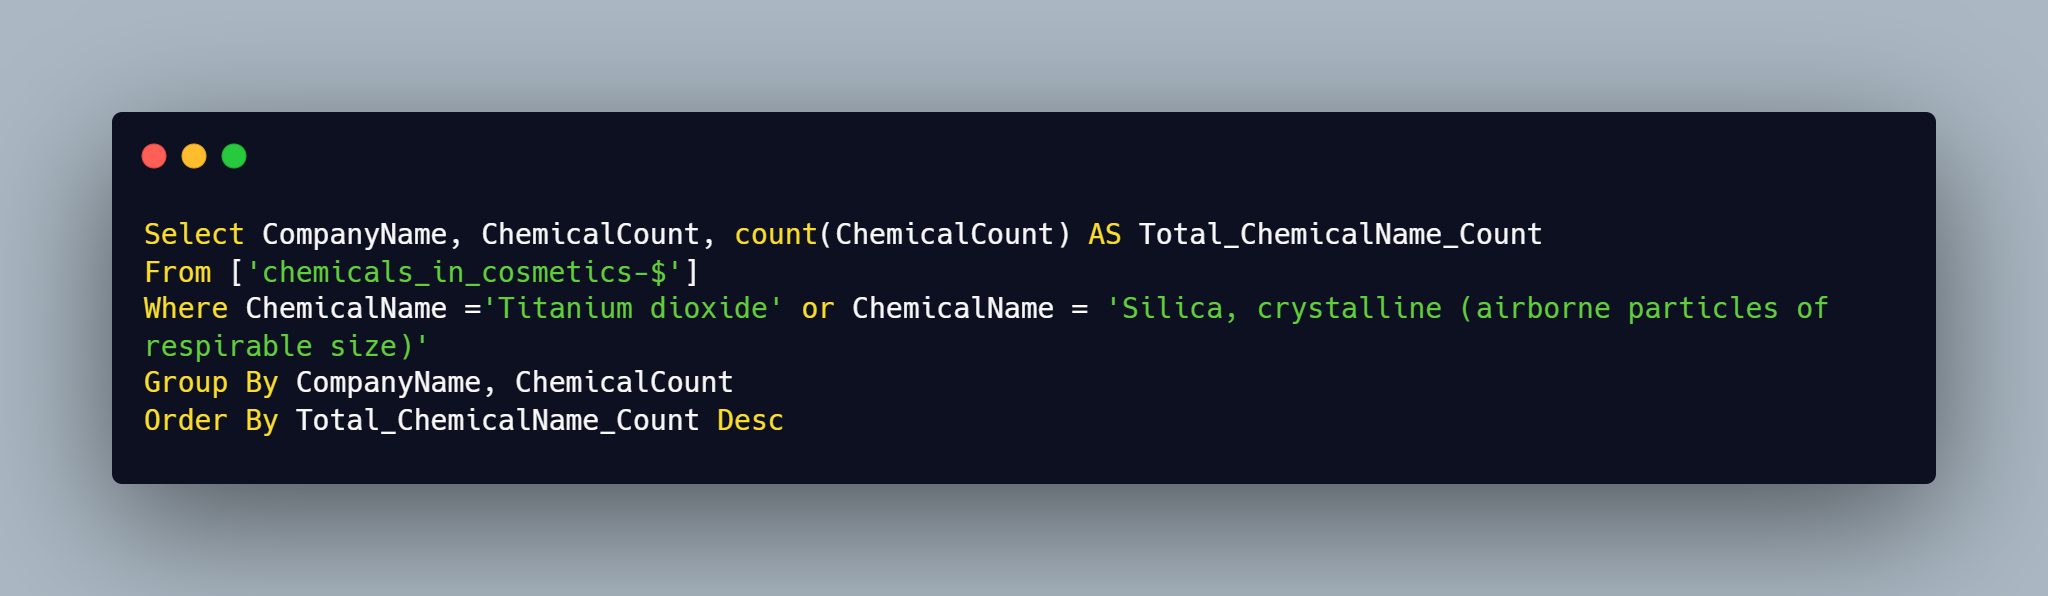 Select CompanyName, ChemicalCount, count(ChemicalCount) AS Total_ChemicalName_Count
From ['chemicals_in_cosmetics-$']
Where ChemicalName ='Titanium dioxide' or ChemicalName = 'Silica, crystalline (airborne particles of
respirable size)'
Group By CompanyName, ChemicalCount
Order By Total_ChemicalName_Count Desc